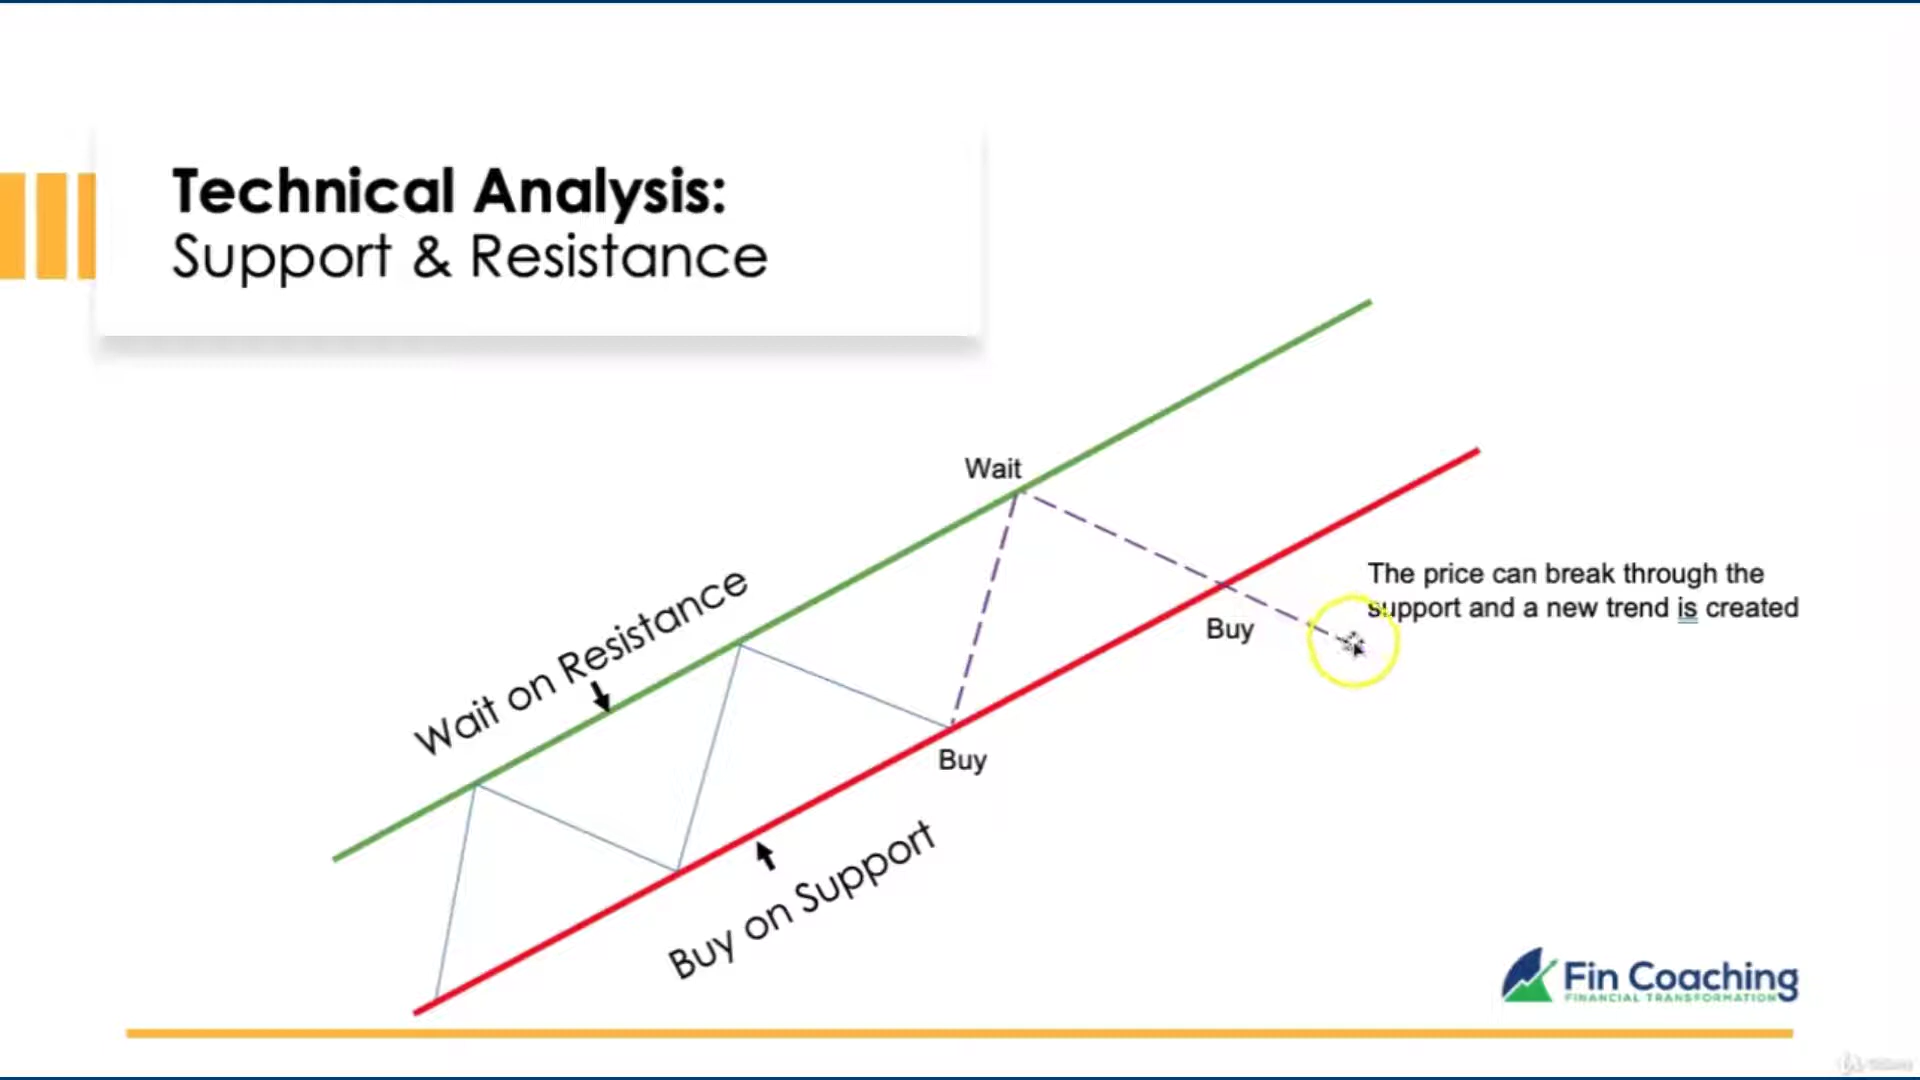 Technical Analysis:
Support & Resistance
Wait
The price can break through the
support and a new trend is created
Wait on Resistance
Buy
Buy
Buy on Support
Fin Coaching
FINANCIAL TRANSFORMATION